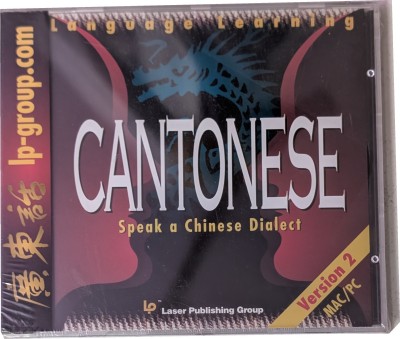 Language Learning
CANTONESE
Speak a Chinese Dialect
Version 2
MAC/PC
Lp Laser Publishing Group
lp-group.com
廣東話